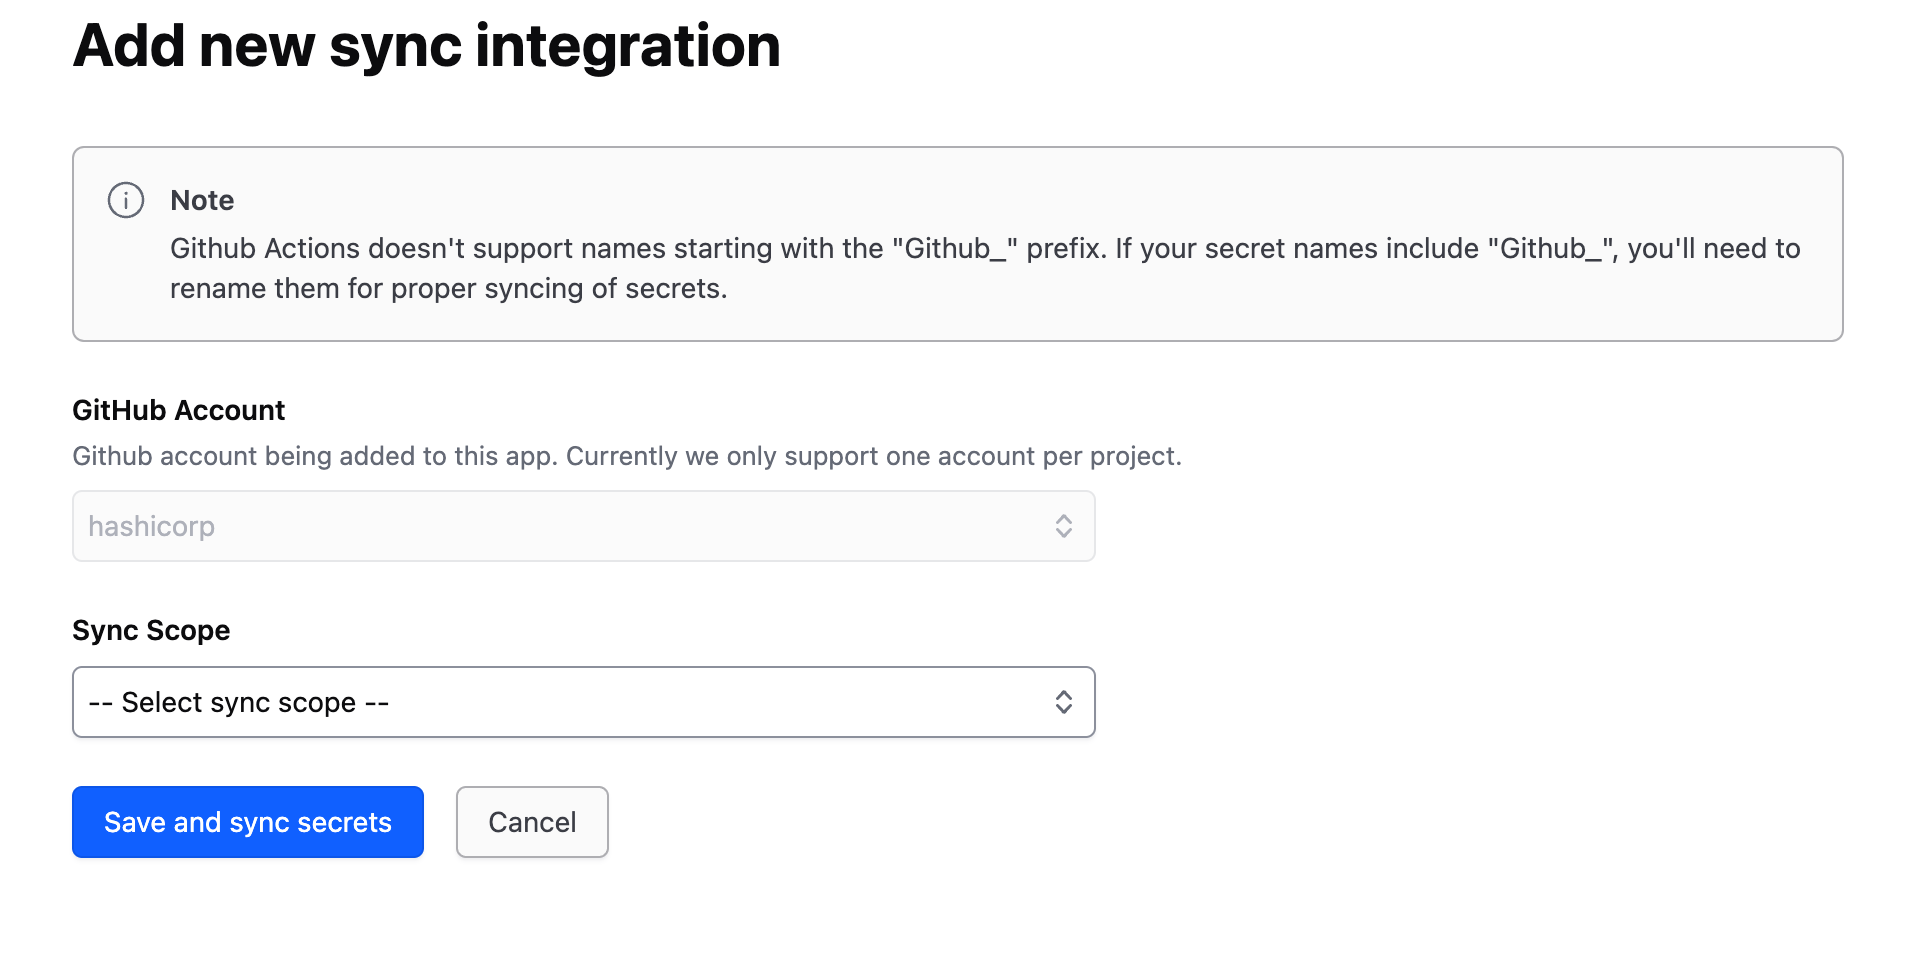 Add new sync integration
Note
Github Actions doesn't support names starting with the "Github_" prefix. If your secret names include "Github_", you'll need to
rename them for proper syncing of secrets.
GitHub Account
Github account being added to this app. Currently we only support one account per project.
hashicorp
Sync Scope
-- Select sync scope --
Save and sync secrets
Cancel